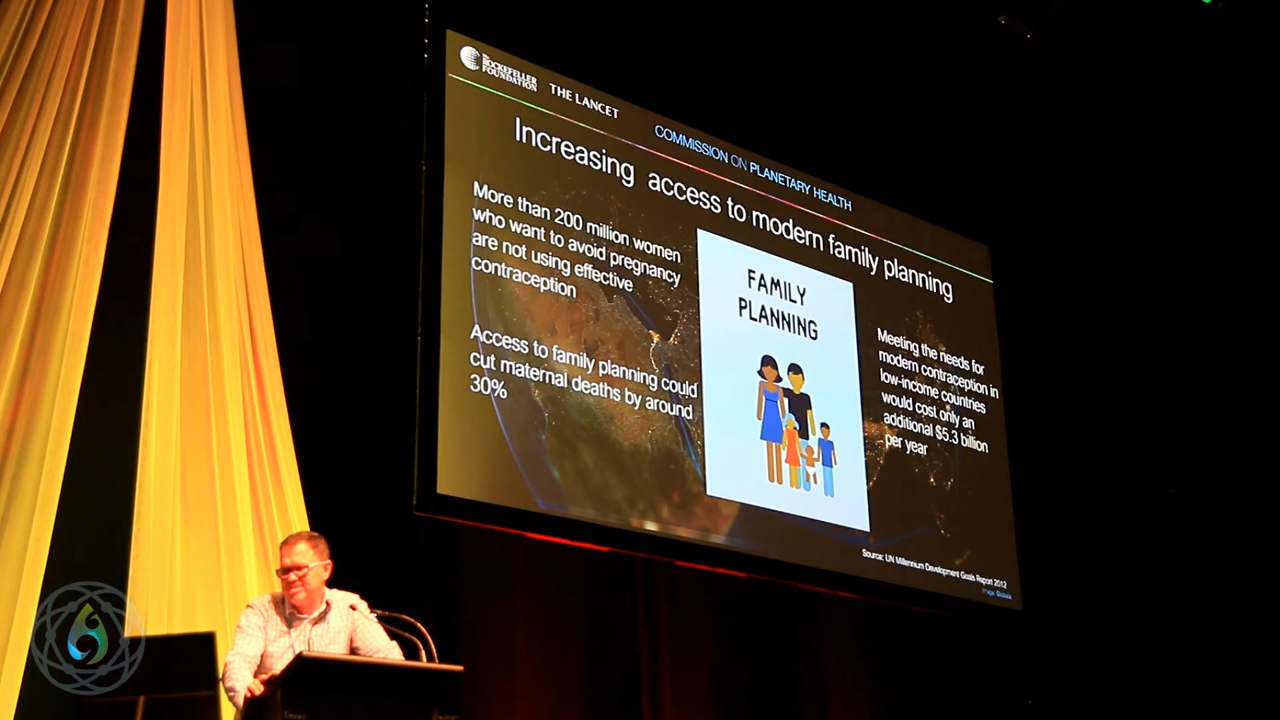 THE
ROCKEFELLER
FOUNDATION
THE LANCET
COMMISSION ON PLANETARY HEALTH
Increasing access to modern family planning
More than 200 million women
who want to avoid pregnancy
are not using effective
contraception
Access to family planning could
cut maternal deaths by around
30%
FAMILY
PLANNING
Meeting the needs for
modern contraception in
low-income countries
would cost only an
additional $5.3 billion
per year
Source: UN Millennium Development Goals Report 2012